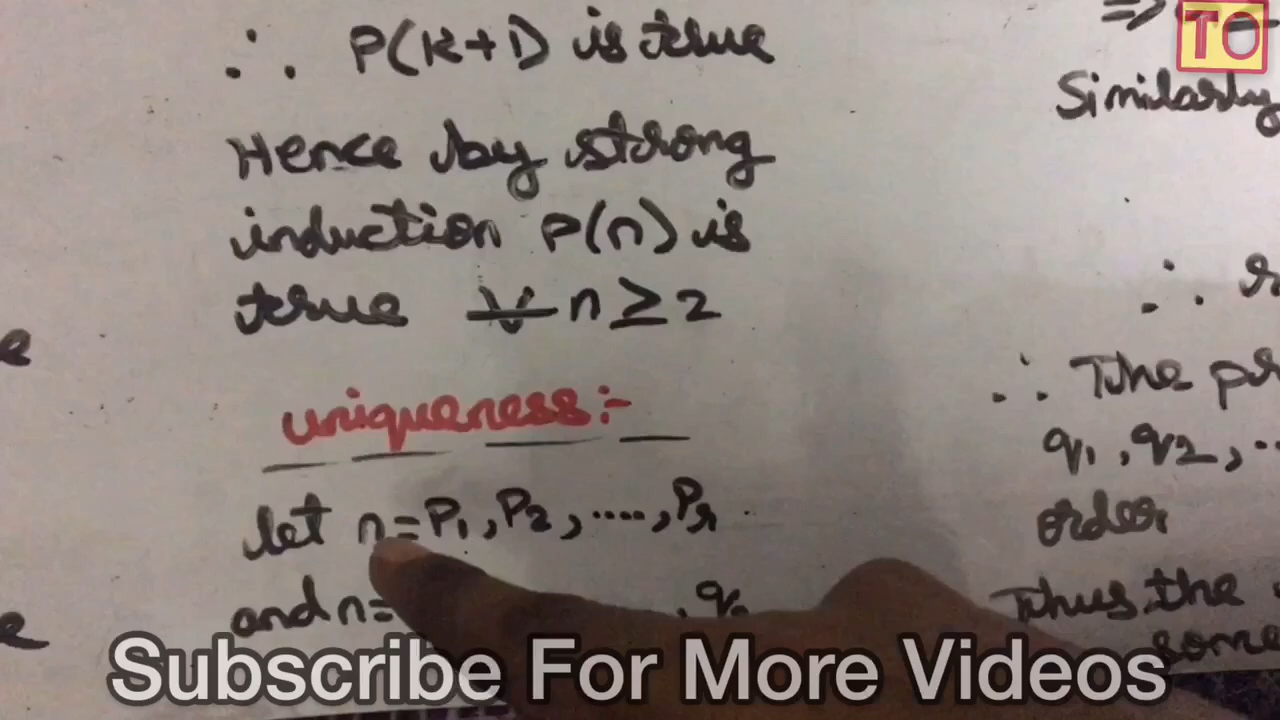 ∴ P(k+1) is true
Hence by strong
induction P(n) is
true ∀ n ≥ 2
uniqueness:-
let n = P₁, P₂, ...., Pᵣ
and n =
e
e
⇒
Similarly
∴
∴ The
q₁, q₂, ..
order
Thus, the
some
TO
Subscribe For More Videos